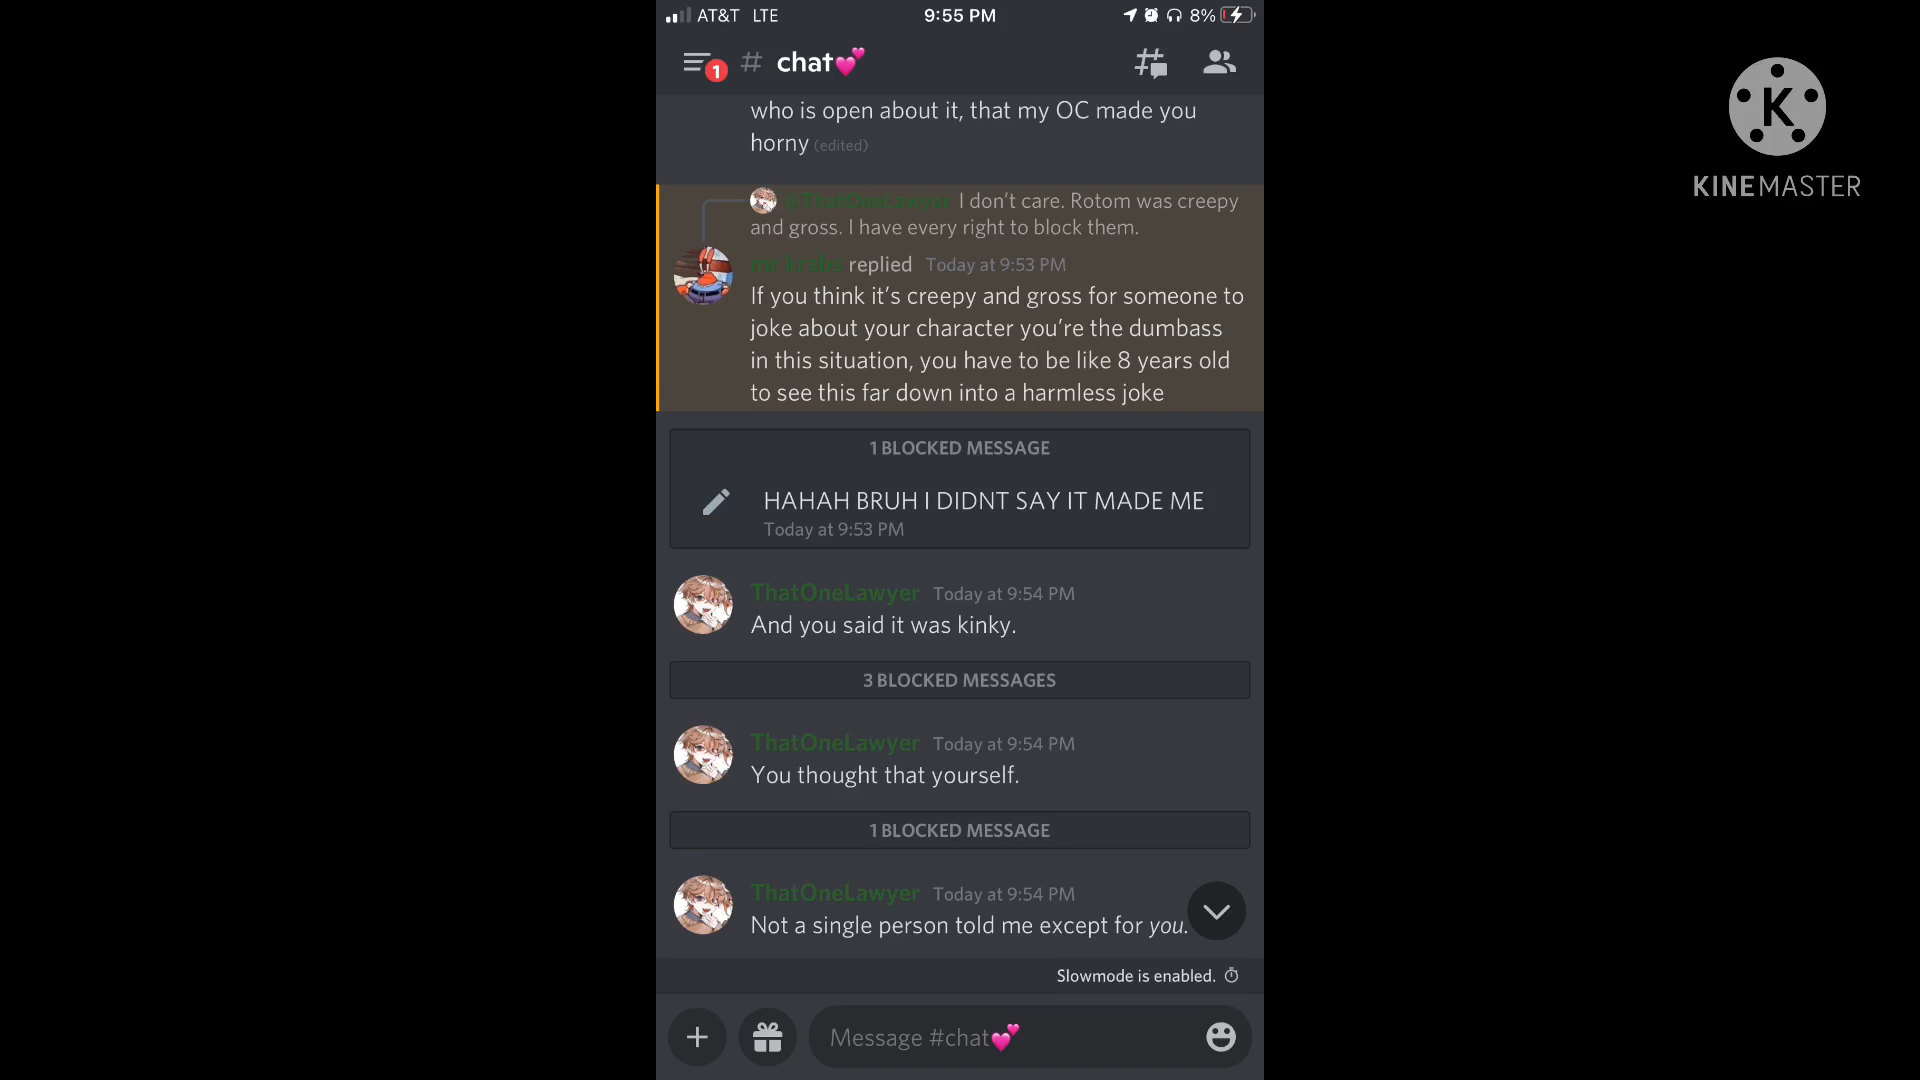 AT&T LTE 9:55 PM 8%
1 # chat💕
who is open about it, that my OC made you
horny (edited)
@ThatOneLawyer I don't care. Rotom was creepy
and gross. I have every right to block them.
mr krabs replied Today at 9:53 PM
If you think it's creepy and gross for someone to
joke about your character you're the dumbass
in this situation, you have to be like 8 years old
to see this far down into a harmless joke
1 BLOCKED MESSAGE
HAHAH BRUH I DIDNT SAY IT MADE ME
Today at 9:53 PM
ThatOneLawyer Today at 9:54 PM
And you said it was kinky.
3 BLOCKED MESSAGES
ThatOneLawyer Today at 9:54 PM
You thought that yourself.
1 BLOCKED MESSAGE
ThatOneLawyer Today at 9:54 PM
Not a single person told me except for you.
Slowmode is enabled.
Message #chat💕
K
KINEMASTER